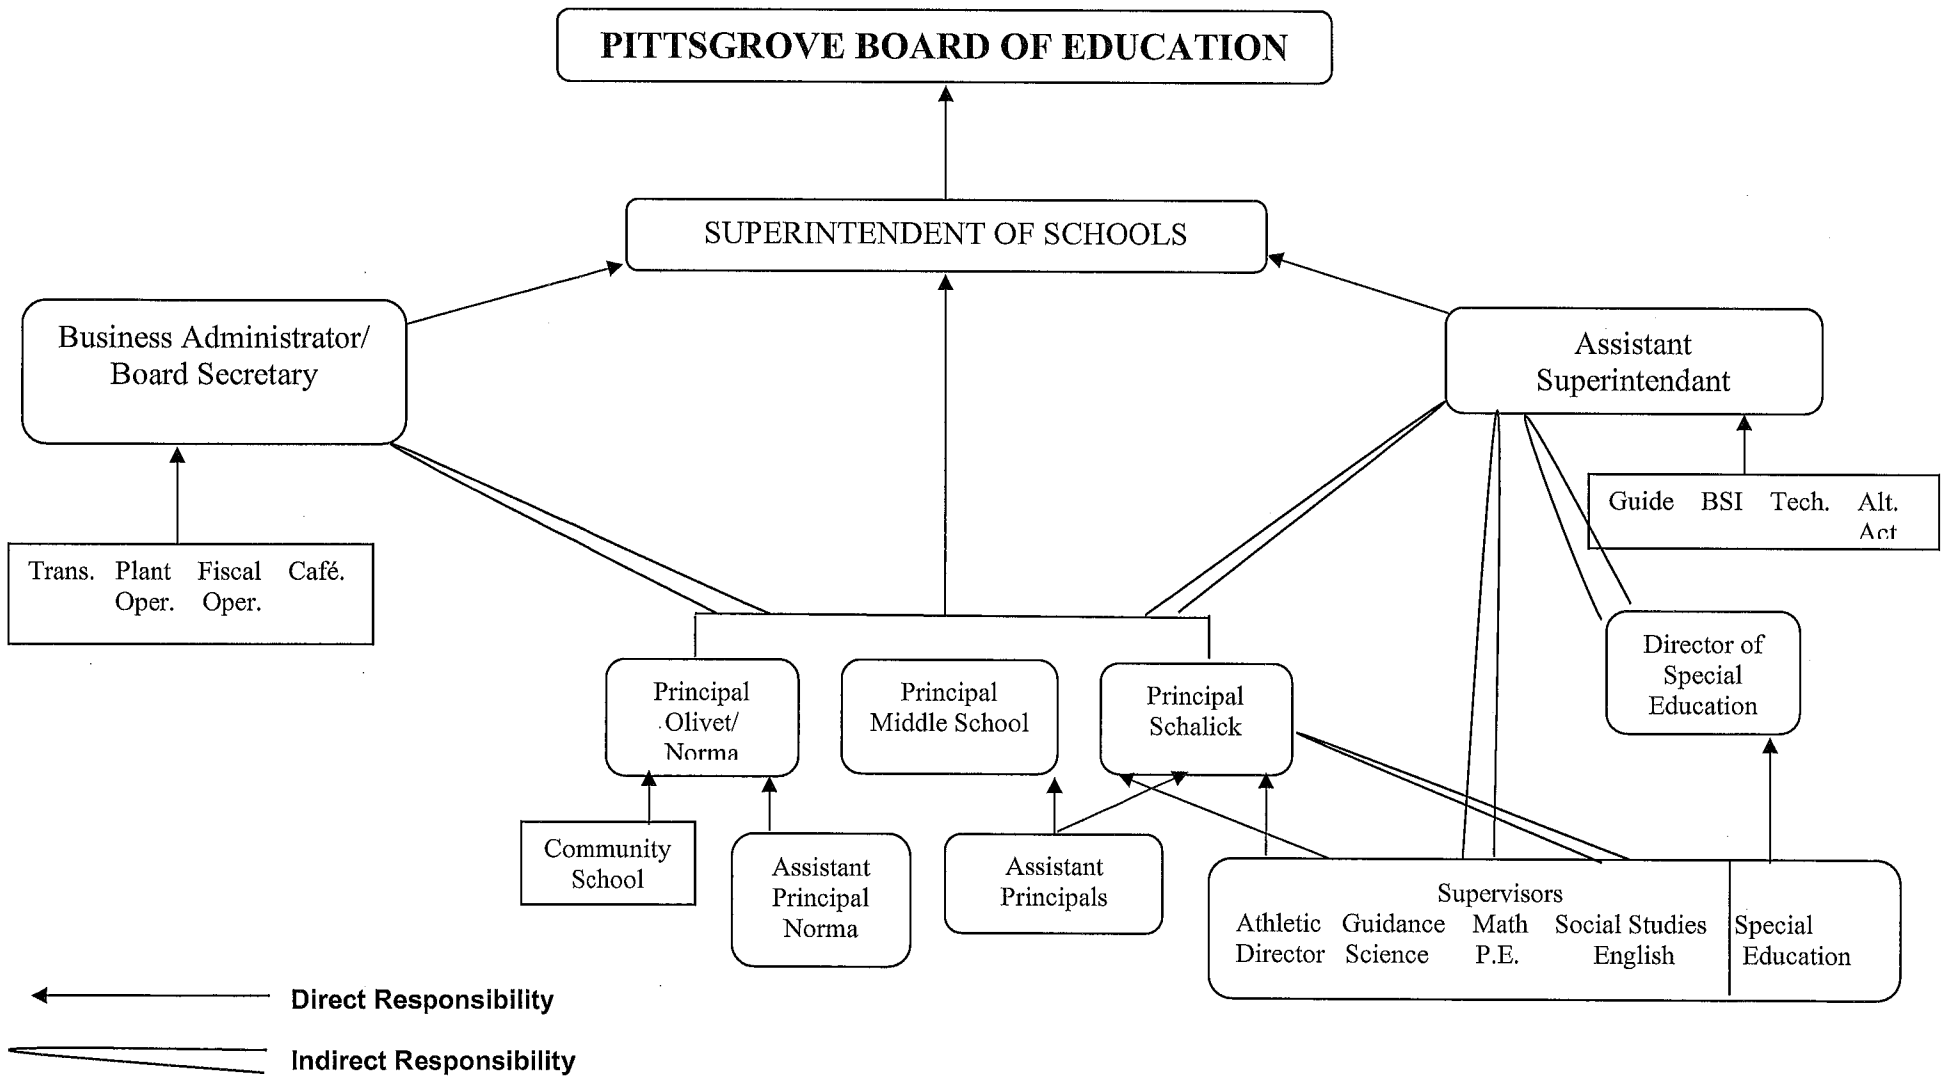 PITTSGROVE BOARD OF EDUCATION
SUPERINTENDENT OF SCHOOLS
Business Administrator/
Board Secretary
Assistant
Superintendant
Trans. Plant Fiscal Café.
Oper. Oper.
Guide BSI Tech. Alt.
Act
Director of
Special
Education
Principal
Olivet/
Norma
Principal
Middle School
Principal
Schalick
Community
School
Assistant
Principal
Norma
Assistant
Principals
Supervisors
Athletic Guidance Math Social Studies Special
Director Science P.E. English Education
Direct Responsibility
Indirect Responsibility